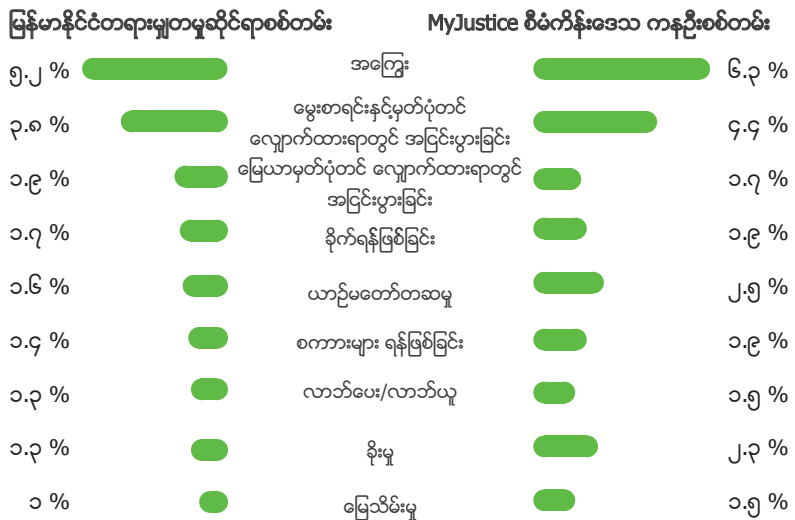 မြန်မာနိုင်ငံတရားမျှတမှုဆိုင်ရာစစ်တမ်း MyJustice စီမံကိန်းဒေသ ကနဦးစစ်တမ်း
၅.၂ % အကြွေး ၆.၃ %
၃.၈ % မွေးစာရင်းနှင့်မှတ်ပုံတင်
လျှောက်ထားရာတွင် အငြင်းပွားခြင်း ၄.၄ %
၁.၉ % မြေယာမှတ်ပုံတင် လျှောက်ထားရာတွင်
အငြင်းပွားခြင်း ၁.၇ %
၁.၇ % ခိုက်ရန်ဖြစ်ခြင်း ၁.၉ %
၁.၆ % ယာဉ်မတော်တဆမှု ၂.၅ %
၁.၄ % စကာားများ ရန်ဖြစ်ခြင်း ၁.၉ %
၁.၃ % လာဘ်ပေး/လာဘ်ယူ ၁.၅ %
၁.၃ % ခိုးမှု ၂.၃ %
၁ % မြေသိမ်းမှု ၁.၅ %